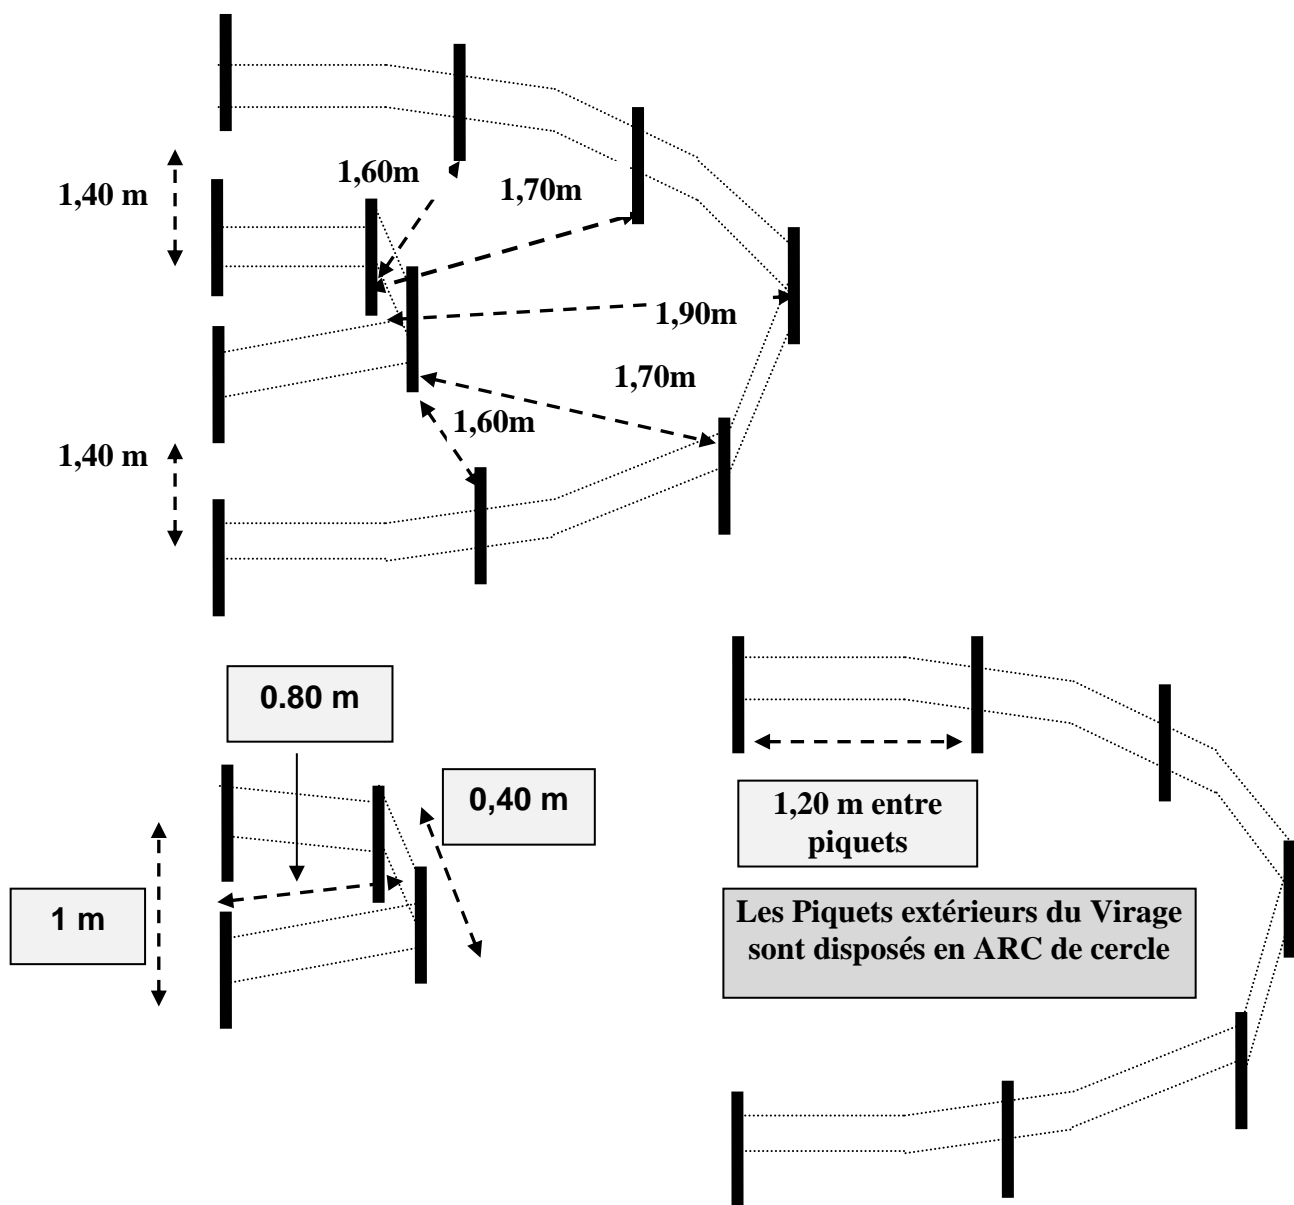 1,60m
1,70m
1,40 m
1,90m
1,70m
1,60m
1,40 m
0.80 m
0,40 m
1 m
1,20 m entre
piquets
Les Piquets extérieurs du Virage
sont disposés en ARC de cercle